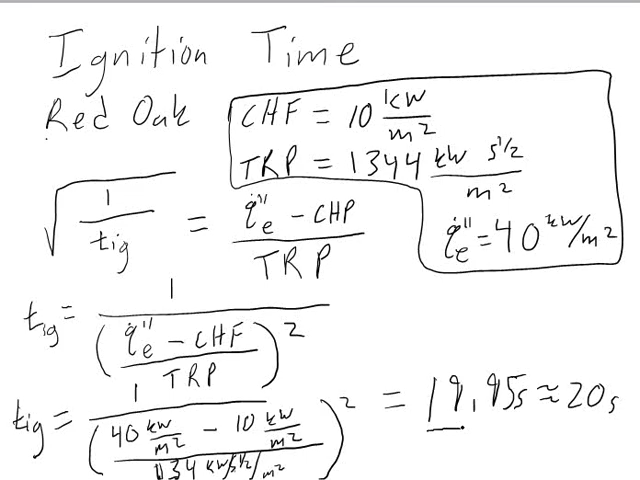 Ignition Time
Red Oak
CHF = 10 kW/m²
TRP = 1344 kW s^1/2/m²
q̇"e = 40 kW/m²
√(1/tig) = (q̇"e - CHP)/TRP
tig = 1/((q̇"e - CHF)/TRP)²
tig = 1/((40 kW/m² - 10 kW/m²)/(134 kW s^1/2/m²))² = 19.95s ≈ 20s